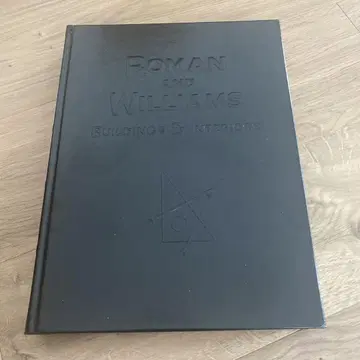 ROMAN
AND
WILLIAMS
BUILDINGS & INTERIORS